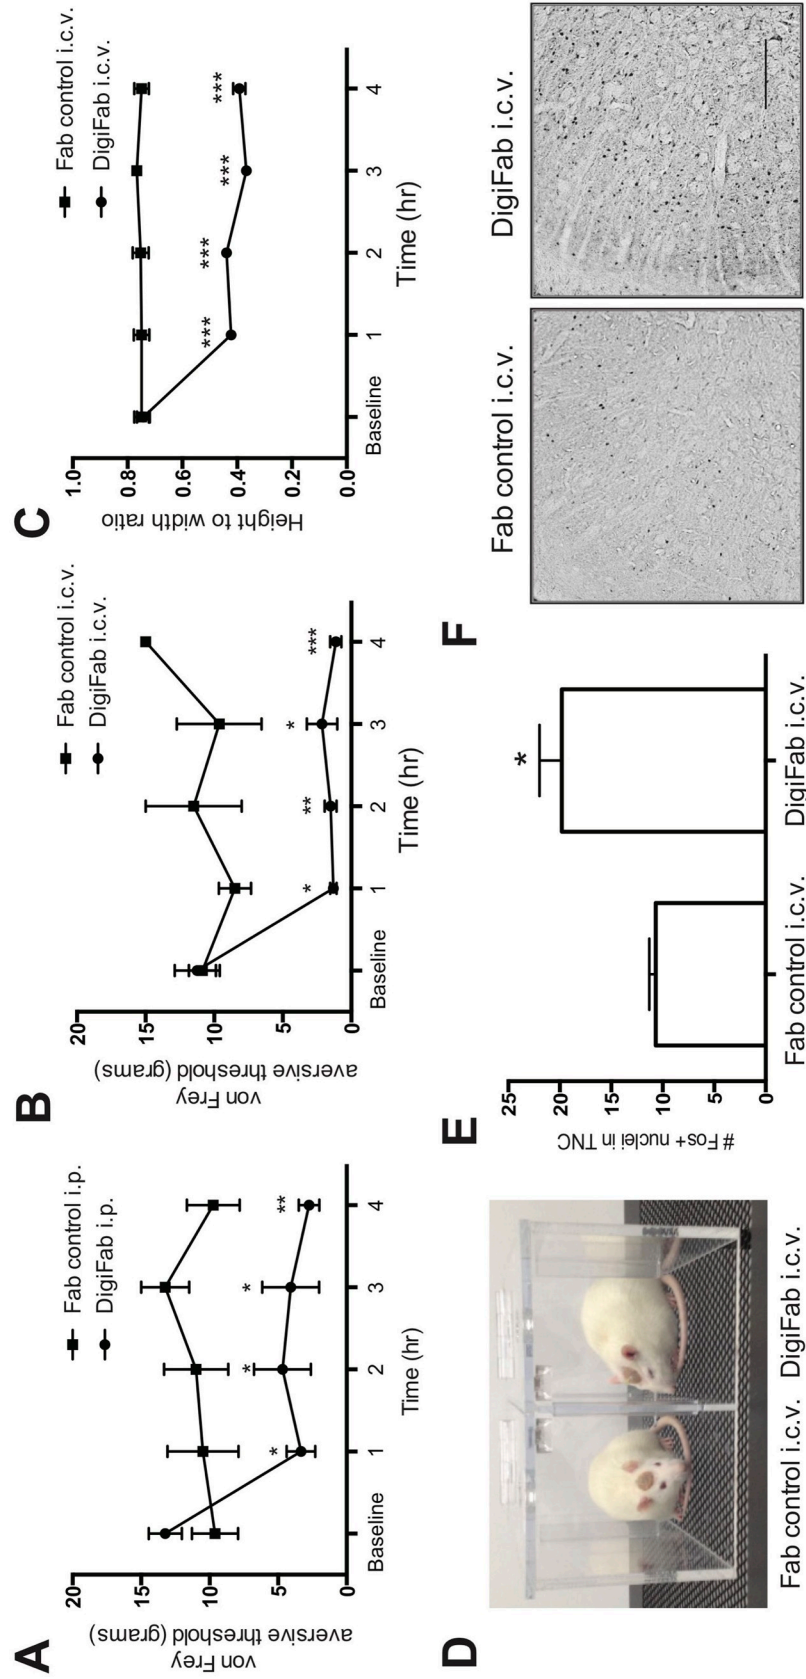 A
von Frey
aversive threshold (grams)
20
15
10
5
0
Fab control i.p.
DigiFab i.p.
*
*
*
**
Baseline
1
2
3
4
Time (hr)
B
von Frey
aversive threshold (grams)
20
15
10
5
0
Fab control i.c.v.
DigiFab i.c.v.
*
**
*
***
Baseline
1
2
3
4
Time (hr)
C
Height to width ratio
1.0
0.8
0.6
0.4
0.2
0.0
Fab control i.c.v.
DigiFab i.c.v.
***
***
***
***
Baseline
1
2
3
4
Time (hr)
D
Fab control i.c.v.
DigiFab i.c.v.
E
# Fos+ nuclei in TNC
25
20
15
10
5
0
*
Fab control i.c.v.
DigiFab i.c.v.
F
Fab control i.c.v.
DigiFab i.c.v.